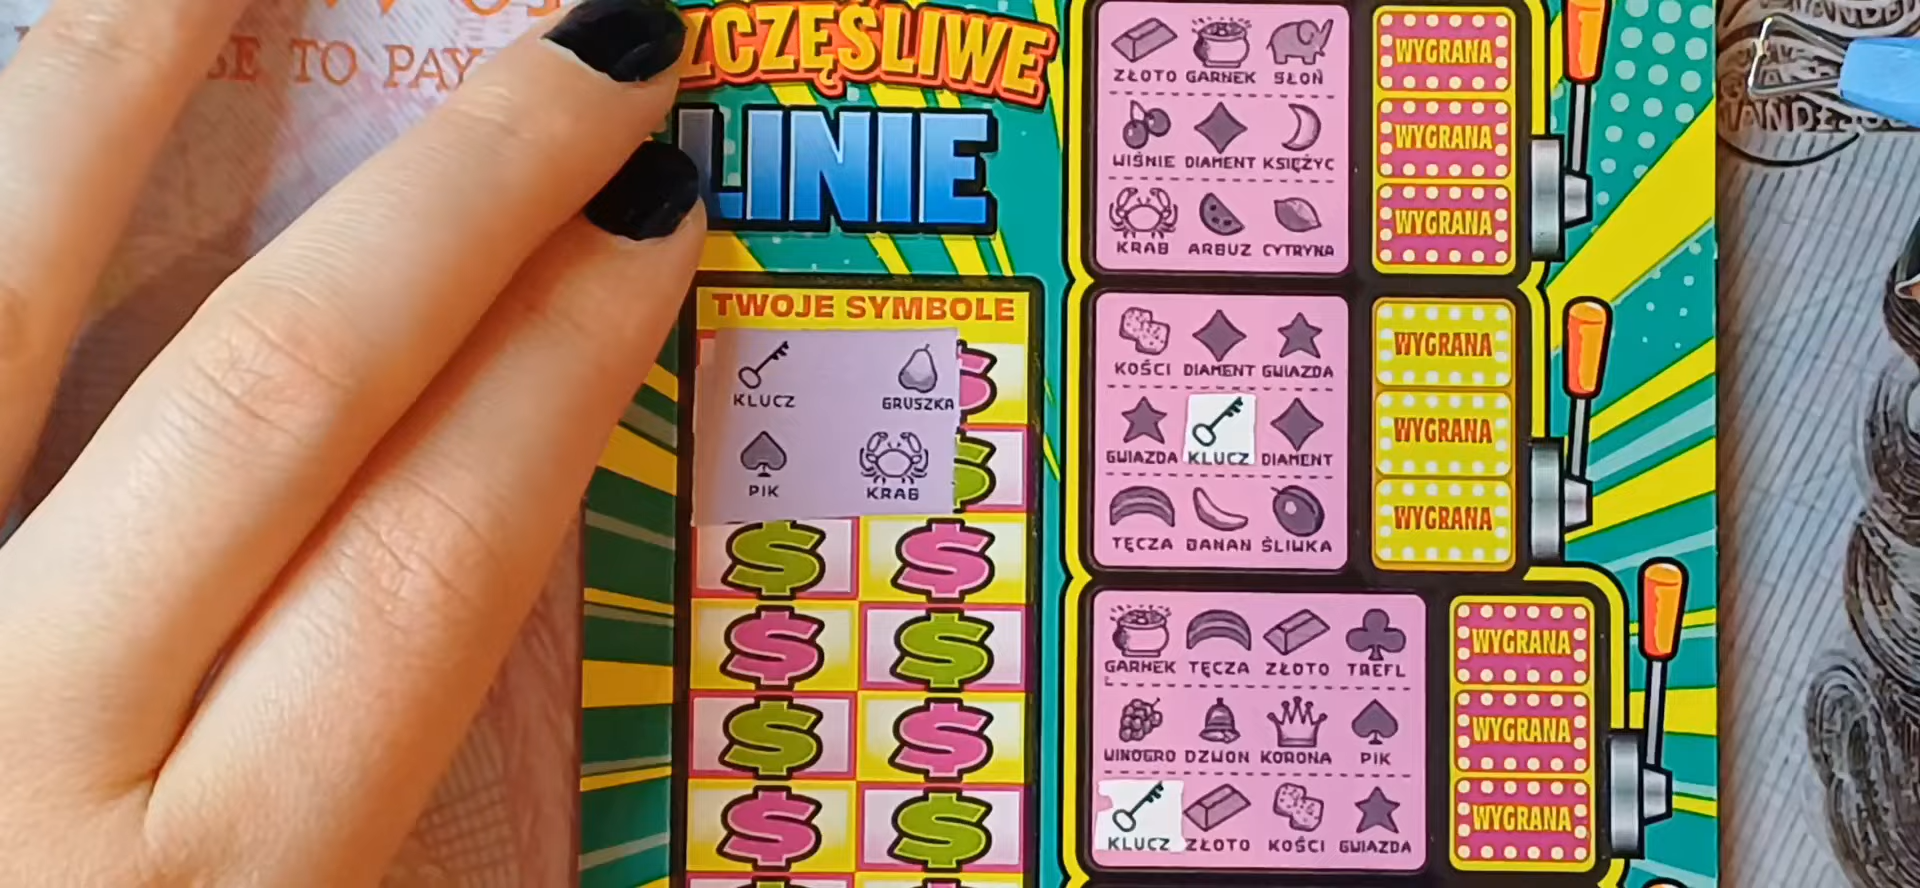 TO PAY
ZCZĘŚLIWE
LINIE
TWOJE SYMBOLE
KLUCZ GRUSZKA
PIK KRAB
ZŁOTO GARNEK SŁOŃ
WIŚNIE DIAMENT KSIĘŻYC
KRAB ARBUZ CYTRYNA
WYGRANA
WYGRANA
WYGRANA
KOŚCI DIAMENT GWIAZDA
GWIAZDA KLUCZ DIAMENT
TĘCZA BANAN ŚLIWKA
WYGRANA
WYGRANA
WYGRANA
GARNEK TĘCZA ZŁOTO TREFL
WINOGRO DZWON KORONA PIK
KLUCZ ZŁOTO KOŚCI GWIAZDA
WYGRANA
WYGRANA
WYGRANA